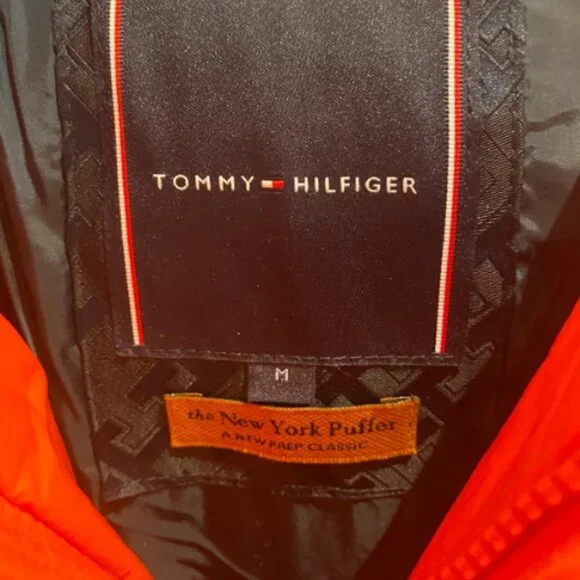 TOMMY HILFIGER
M
the New York Puffer
A NEW PREP CLASSIC